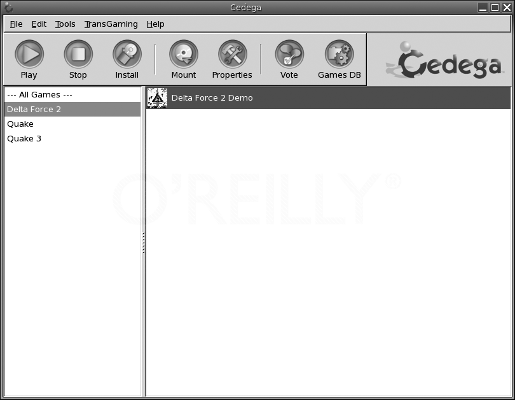 Cedega
File Edit Tools TransGaming Help
Play Stop Install Mount Properties Vote Games DB
Cedega
--- All Games ---
Delta Force 2
Quake
Quake 3
Delta Force 2 Demo
O'REILLY®